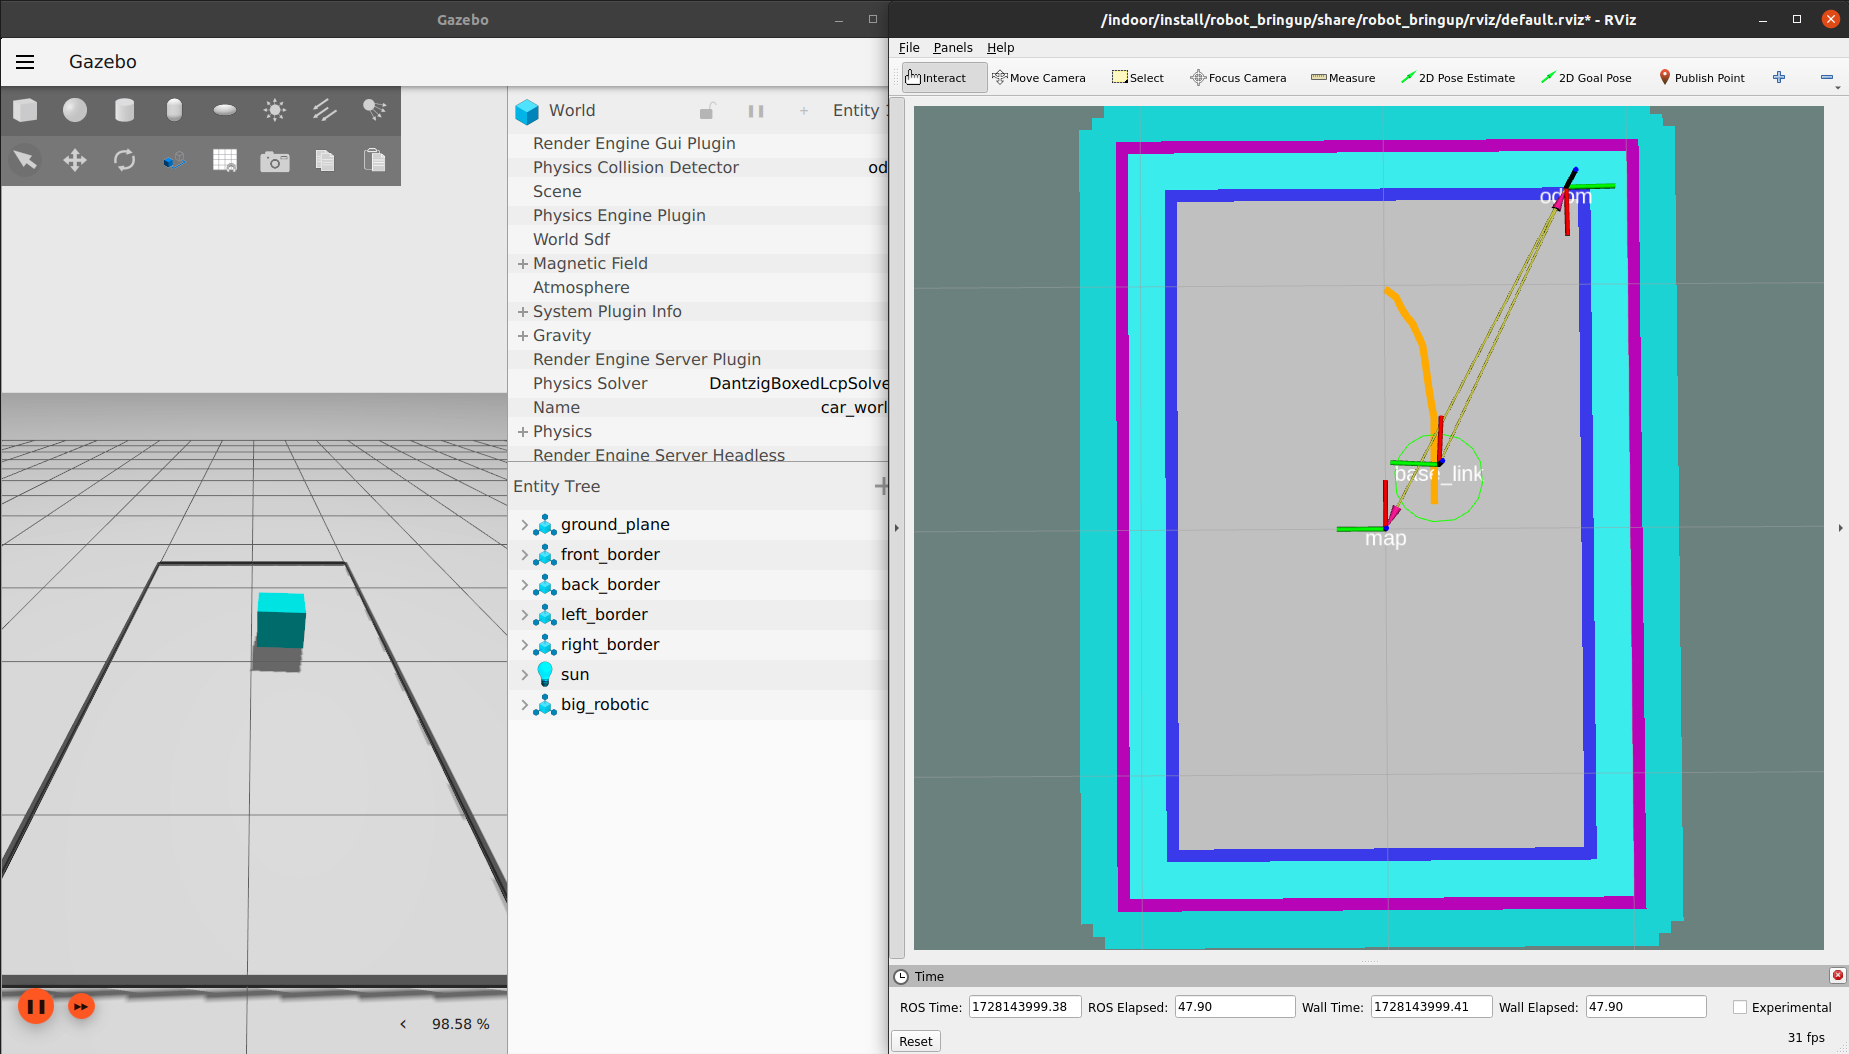 Gazebo
Gazebo
World
Entity
Render Engine Gui Plugin
Physics Collision Detector od
Scene
Physics Engine Plugin
World Sdf
Magnetic Field
Atmosphere
System Plugin Info
Gravity
Render Engine Server Plugin
Physics Solver DantzigBoxedLcpSolve
Name car_worl
Physics
Render Engine Server Headless
Entity Tree
ground_plane
front_border
back_border
left_border
right_border
sun
big_robotic
98.58 %
/indoor/install/robot_bringup/share/robot_bringup/rviz/default.rviz* - RViz
File Panels Help
Interact Move Camera Select Focus Camera Measure 2D Pose Estimate 2D Goal Pose Publish Point
odom
base_link
map
Time
ROS Time: 1728143999.38 ROS Elapsed: 47.90 Wall Time: 1728143999.41 Wall Elapsed: 47.90 Experimental
Reset 31 fps